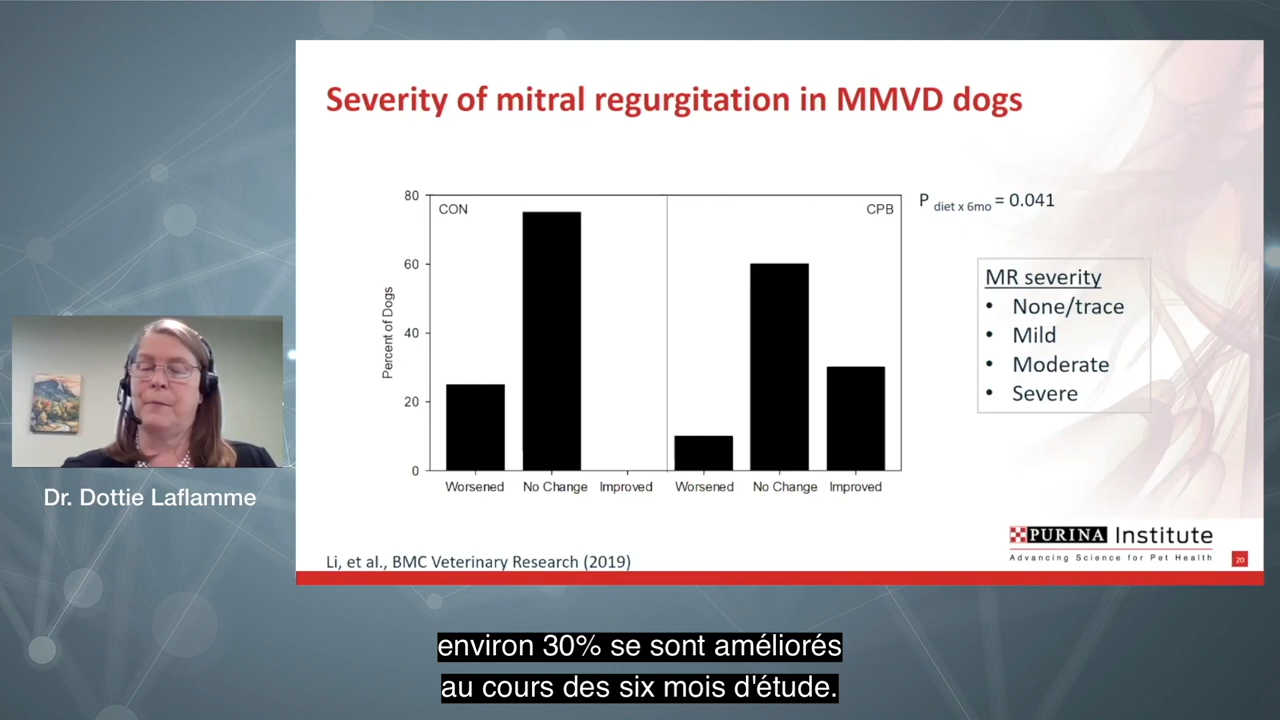 Severity of mitral regurgitation in MMVD dogs
80
60
40
20
0
Percent of Dogs
CON
CPB
Worsened No Change Improved Worsened No Change Improved
P diet x 6mo = 0.041
MR severity
• None/trace
• Mild
• Moderate
• Severe
Dr. Dottie Laflamme
PURINA Institute
Advancing Science for Pet Health
Li, et al., BMC Veterinary Research (2019)
20
environ 30% se sont améliorés
au cours des six mois d'étude.